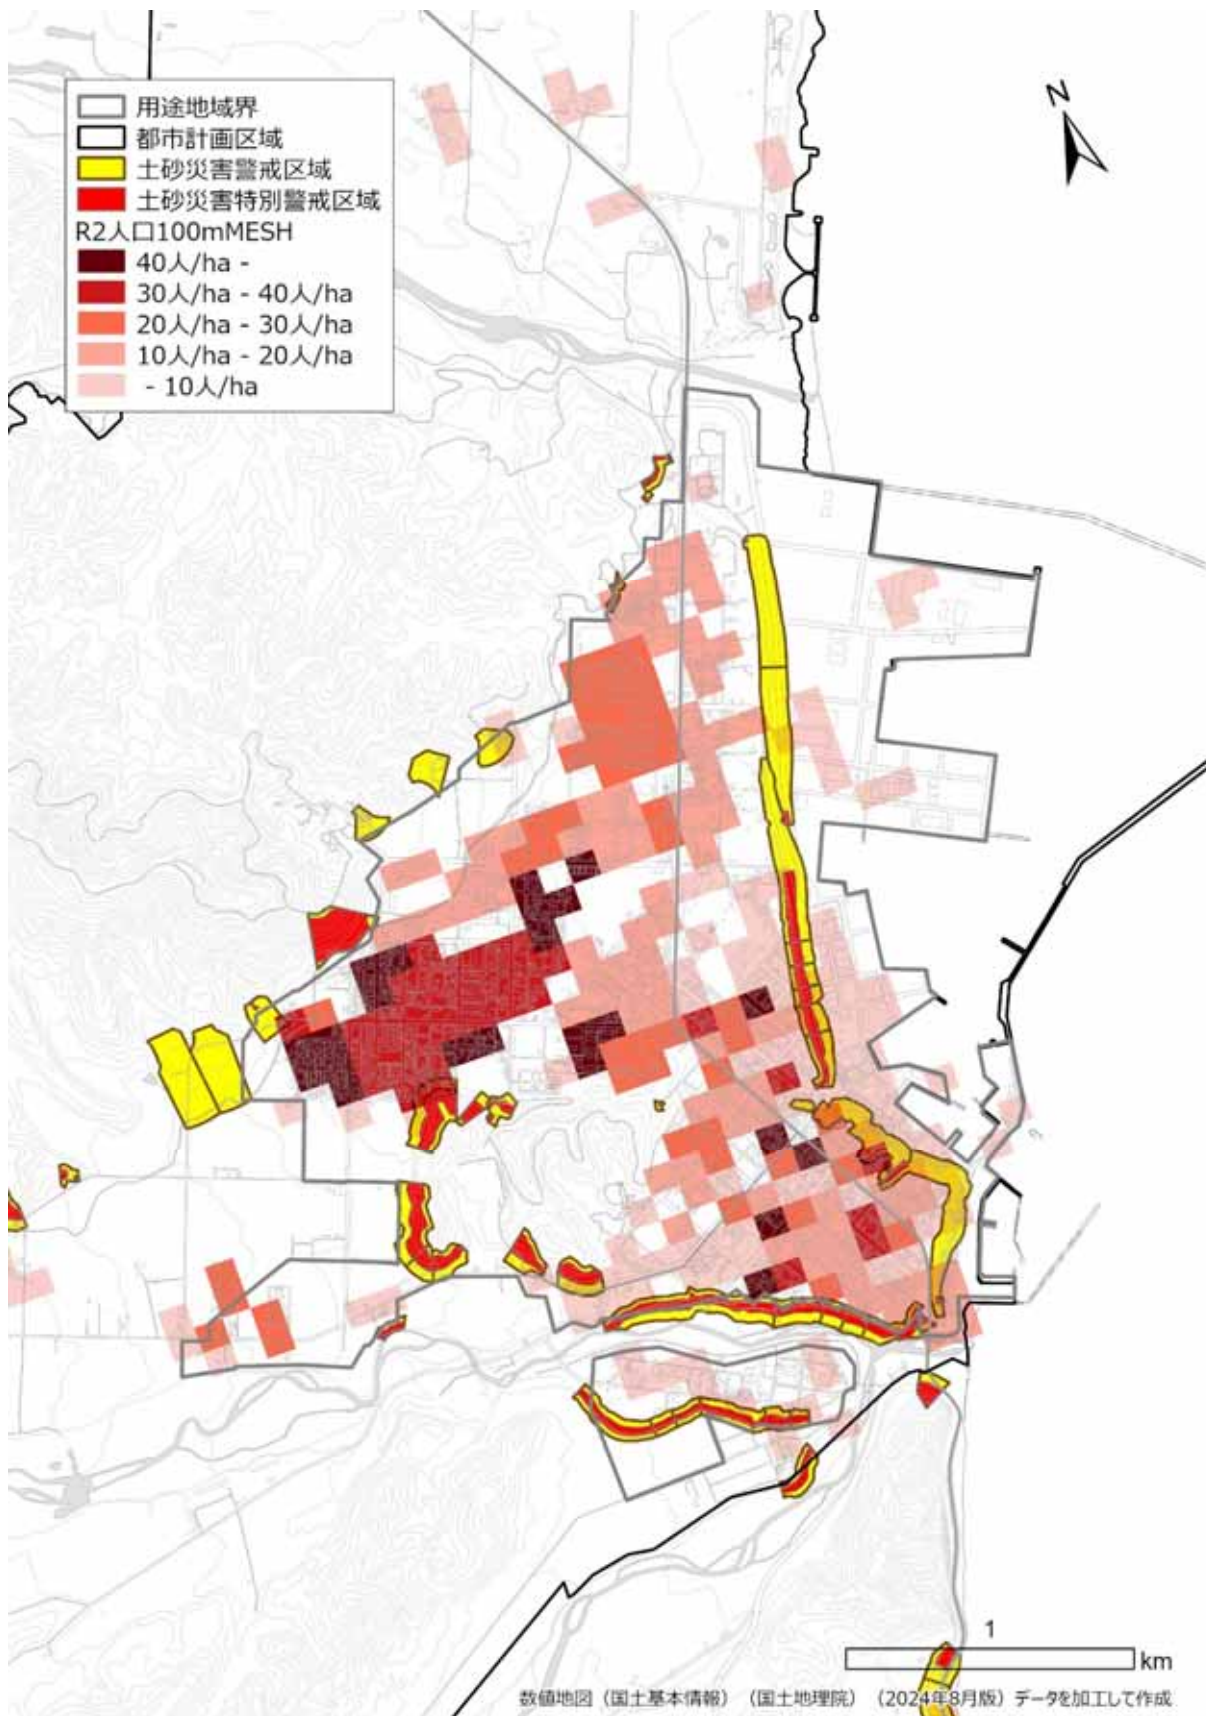 用途地域界
都市計画区域
土砂災害警戒区域
土砂災害特別警戒区域
R2人口100mMESH
40人/ha -
30人/ha - 40人/ha
20人/ha - 30人/ha
10人/ha - 20人/ha
- 10人/ha
N
1
km
数値地図（国土基本情報）（国土地理院）（2024年8月版）データを加工して作成